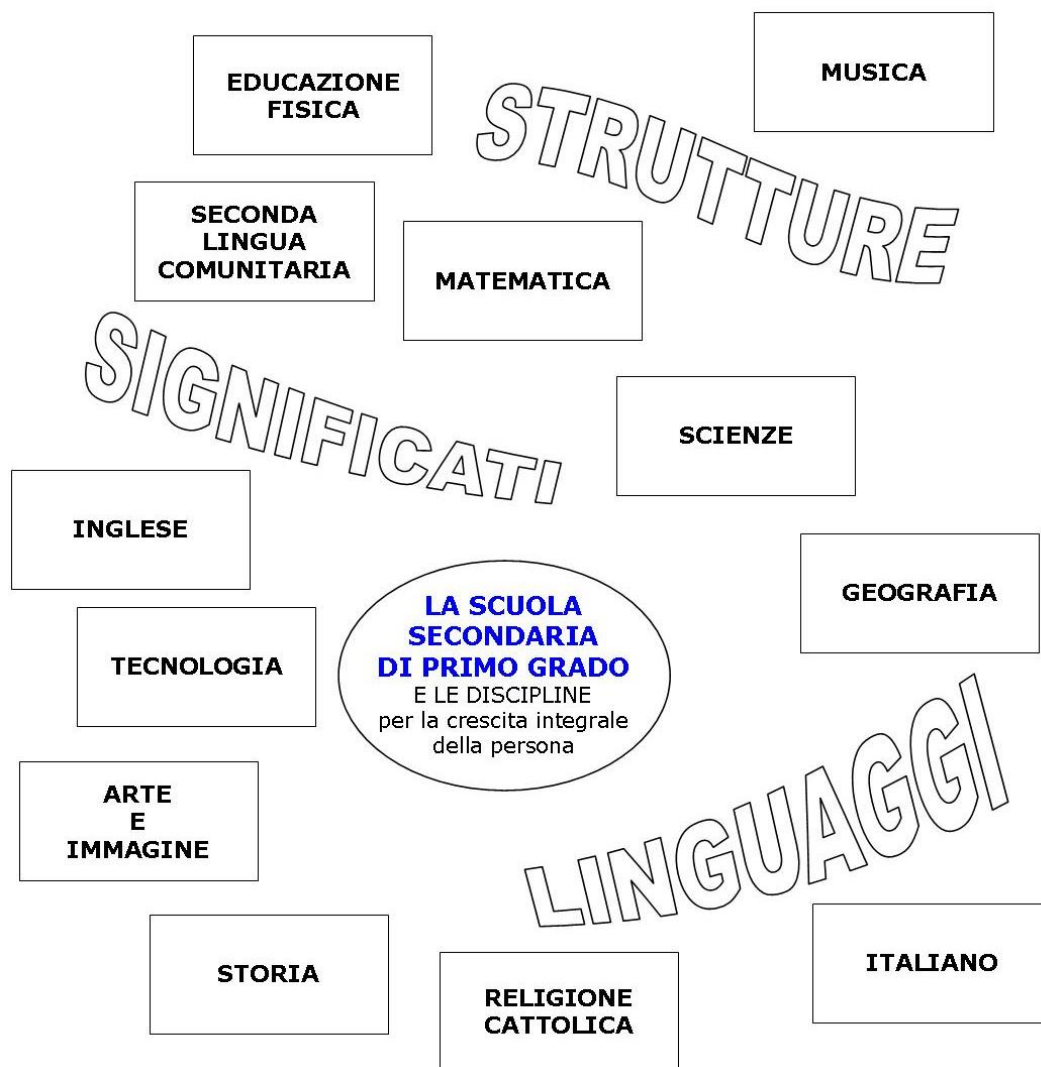 MUSICA
EDUCAZIONE
FISICA
STRUTTURE
SECONDA
LINGUA
COMUNITARIA
MATEMATICA
SIGNIFICATI
SCIENZE
INGLESE
GEOGRAFIA
LA SCUOLA
SECONDARIA
DI PRIMO GRADO
E LE DISCIPLINE
per la crescita integrale
della persona
TECNOLOGIA
LINGUAGGI
ARTE
E
IMMAGINE
ITALIANO
STORIA
RELIGIONE
CATTOLICA